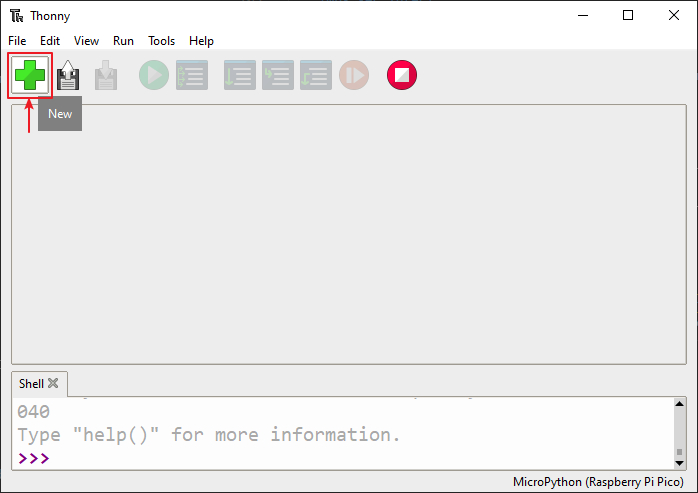 Thonny
File Edit View Run Tools Help
New
Shell
040
Type "help()" for more information.
>>>
MicroPython (Raspberry Pi Pico)